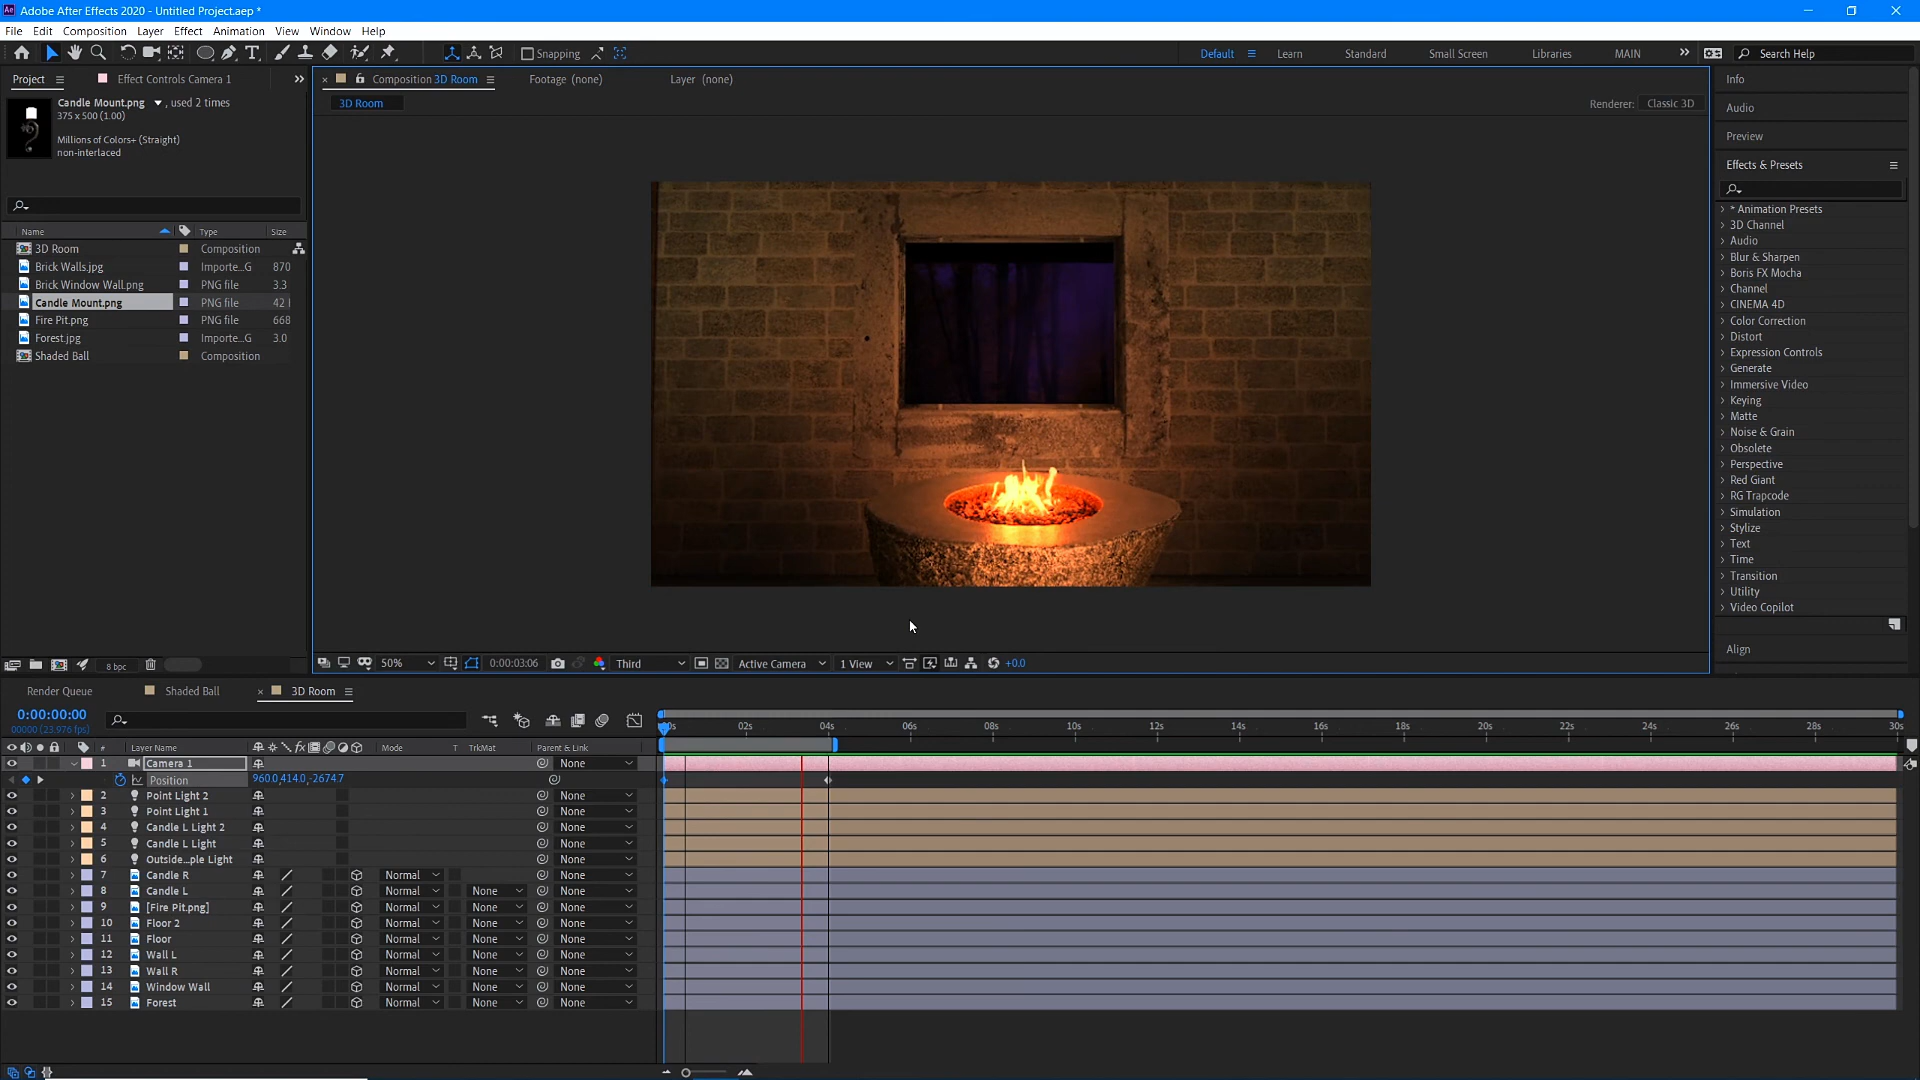 Ae Adobe After Effects 2020 - Untitled Project.aep *
File Edit Composition Layer Effect Animation View Window Help
Snapping Default Learn Standard Small Screen Libraries MAIN Search Help
Project Effect Controls Camera 1
Composition 3D Room Footage (none) Layer (none)
Info
Candle Mount.png , used 2 times
375 x 500 (1.00)
Millions of Colors+ (Straight)
non-interlaced
3D Room
Renderer: Classic 3D
Audio
Preview
Effects & Presets
* Animation Presets
3D Channel
Audio
Blur & Sharpen
Boris FX Mocha
Channel
CINEMA 4D
Color Correction
Distort
Expression Controls
Generate
Immersive Video
Keying
Matte
Noise & Grain
Obsolete
Perspective
Red Giant
RG Trapcode
Simulation
Stylize
Text
Time
Transition
Utility
Video Copilot
Align
Name Type Size
3D Room Composition
Brick Walls.jpg Importe...G 870
Brick Window Wall.png PNG file 3.3
Candle Mount.png PNG file 42
Fire Pit.png PNG file 668
Forest.jpg Importe...G 3.0
Shaded Ball Composition
8 bpc
50% 0:00:03:06 Third Active Camera 1 View +0.0
Render Queue Shaded Ball 3D Room
0:00:00:00
00000 (23.976 fps)
02s 04s 06s 08s 10s 12s 14s 16s 18s 20s 22s 24s 26s 28s 30s
# Layer Name Mode T TrkMat Parent & Link
1 Camera 1 None
Position 960.0,414.0,-2674.7
2 Point Light 2 None
3 Point Light 1 None
4 Candle L Light 2 None
5 Candle L Light None
6 Outside...ple Light None
7 Candle R Normal None
8 Candle L Normal None None
9 [Fire Pit.png] Normal None None
10 Floor 2 Normal None None
11 Floor Normal None None
12 Wall L Normal None None
13 Wall R Normal None None
14 Window Wall Normal None None
15 Forest Normal None None